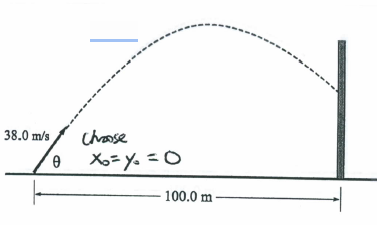 38.0 m/s
θ
choose
x₀ = y₀ = 0
100.0 m